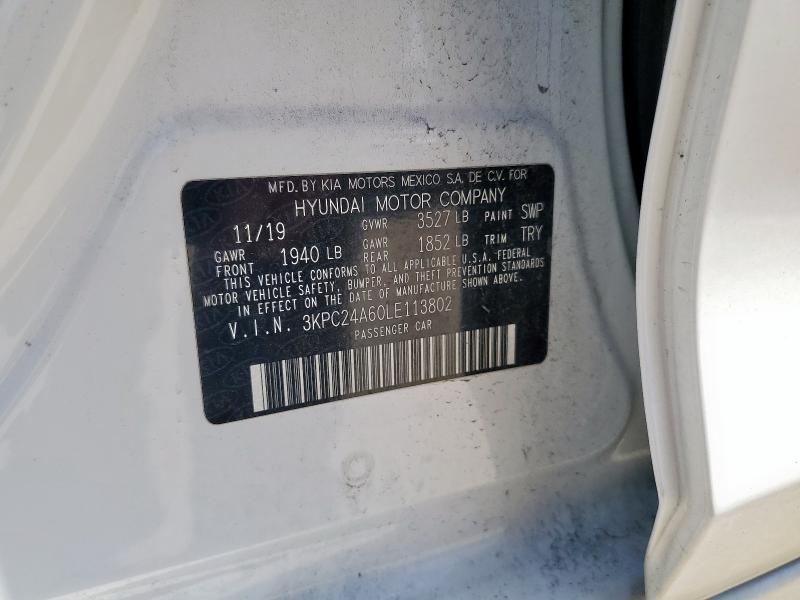 MFD. BY KIA MOTORS MEXICO S.A. DE C.V. FOR
HYUNDAI MOTOR COMPANY
11/19 GVWR 3527 LB PAINT SWP
GAWR FRONT 1940 LB GAWR REAR 1852 LB TRIM TRY
THIS VEHICLE CONFORMS TO ALL APPLICABLE U.S.A. FEDERAL
MOTOR VEHICLE SAFETY, BUMPER, AND THEFT PREVENTION STANDARDS
IN EFFECT ON THE DATE OF MANUFACTURE SHOWN ABOVE.
V.I.N. 3KPC24A60LE113802
PASSENGER CAR